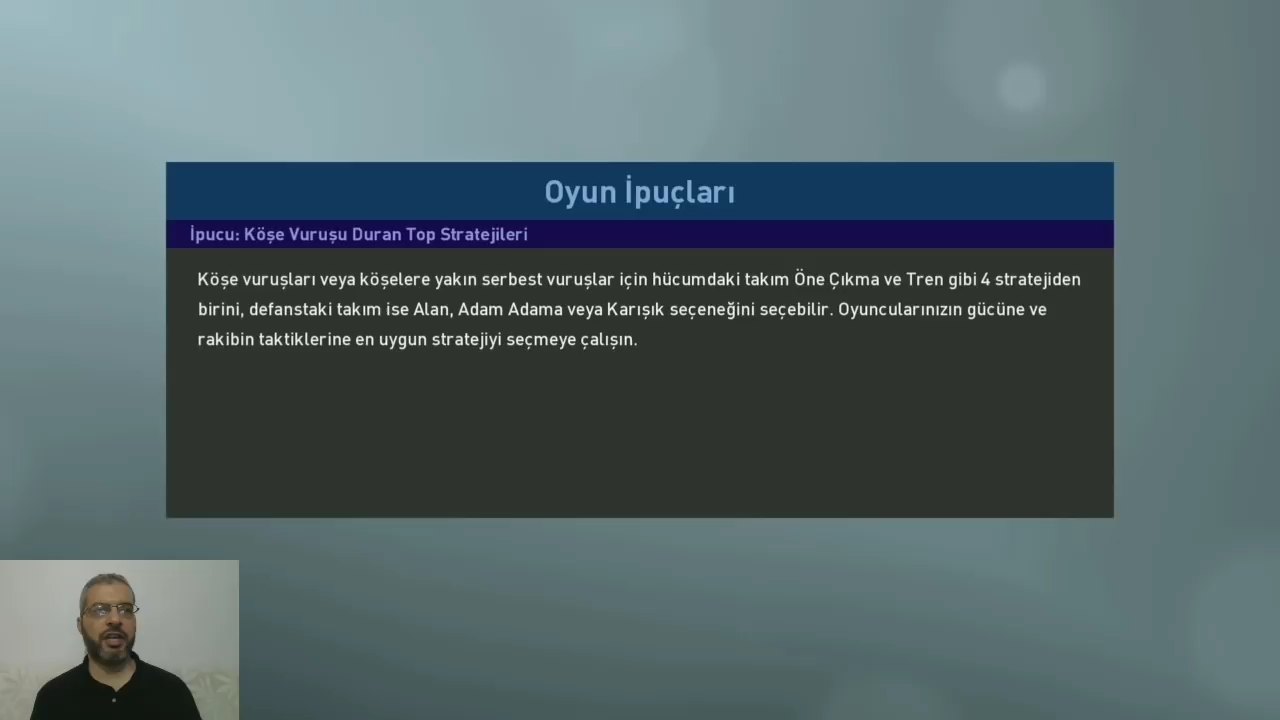 Oyun İpuçları
İpucu: Köşe Vuruşu Duran Top Stratejileri
Köşe vuruşları veya köşelere yakın serbest vuruşlar için hücumdaki takım Öne Çıkma ve Tren gibi 4 stratejiden
birini, defanstaki takım ise Alan, Adam Adama veya Karışık seçeneğini seçebilir. Oyuncularınızın gücüne ve
rakibin taktiklerine en uygun stratejiyi seçmeye çalışın.